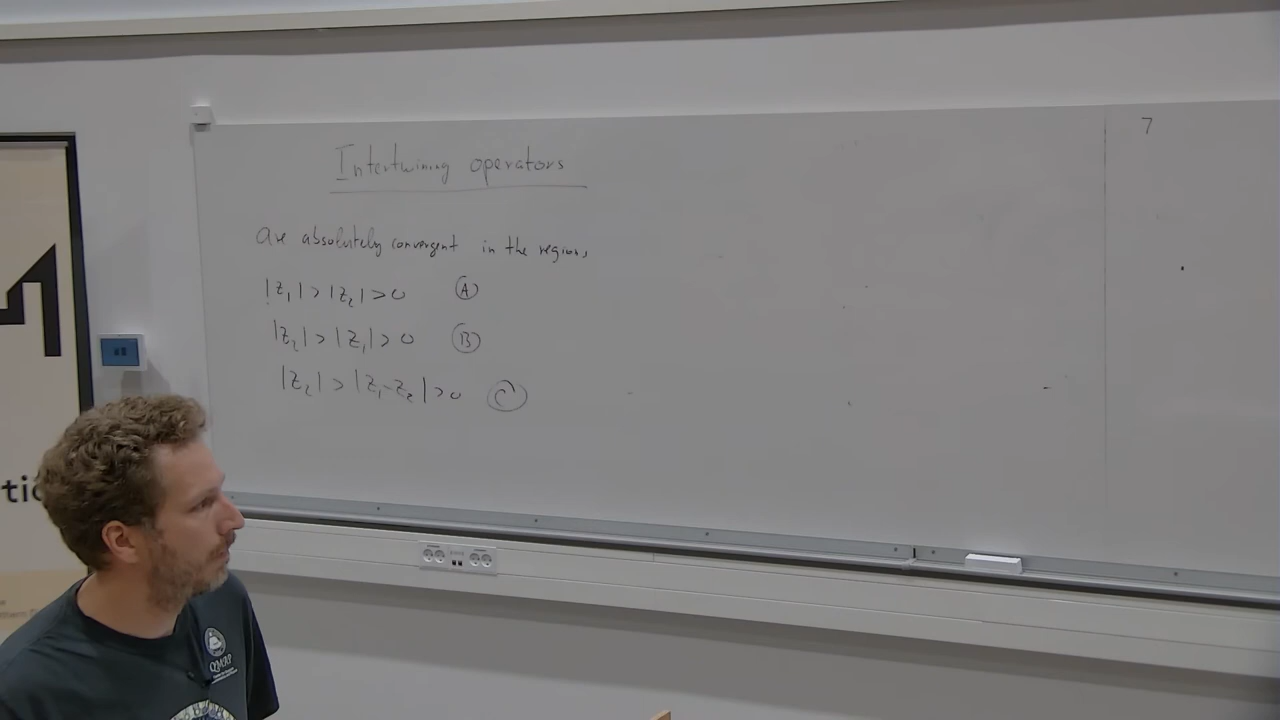 Intertwining operators
7
are absolutely convergent in the regions
|z₁| > |z₂| > 0 Ⓐ
|z₂| > |z₁| > 0 Ⓑ
|z₂| > |z₁-z₂| > 0 Ⓒ
QMAP